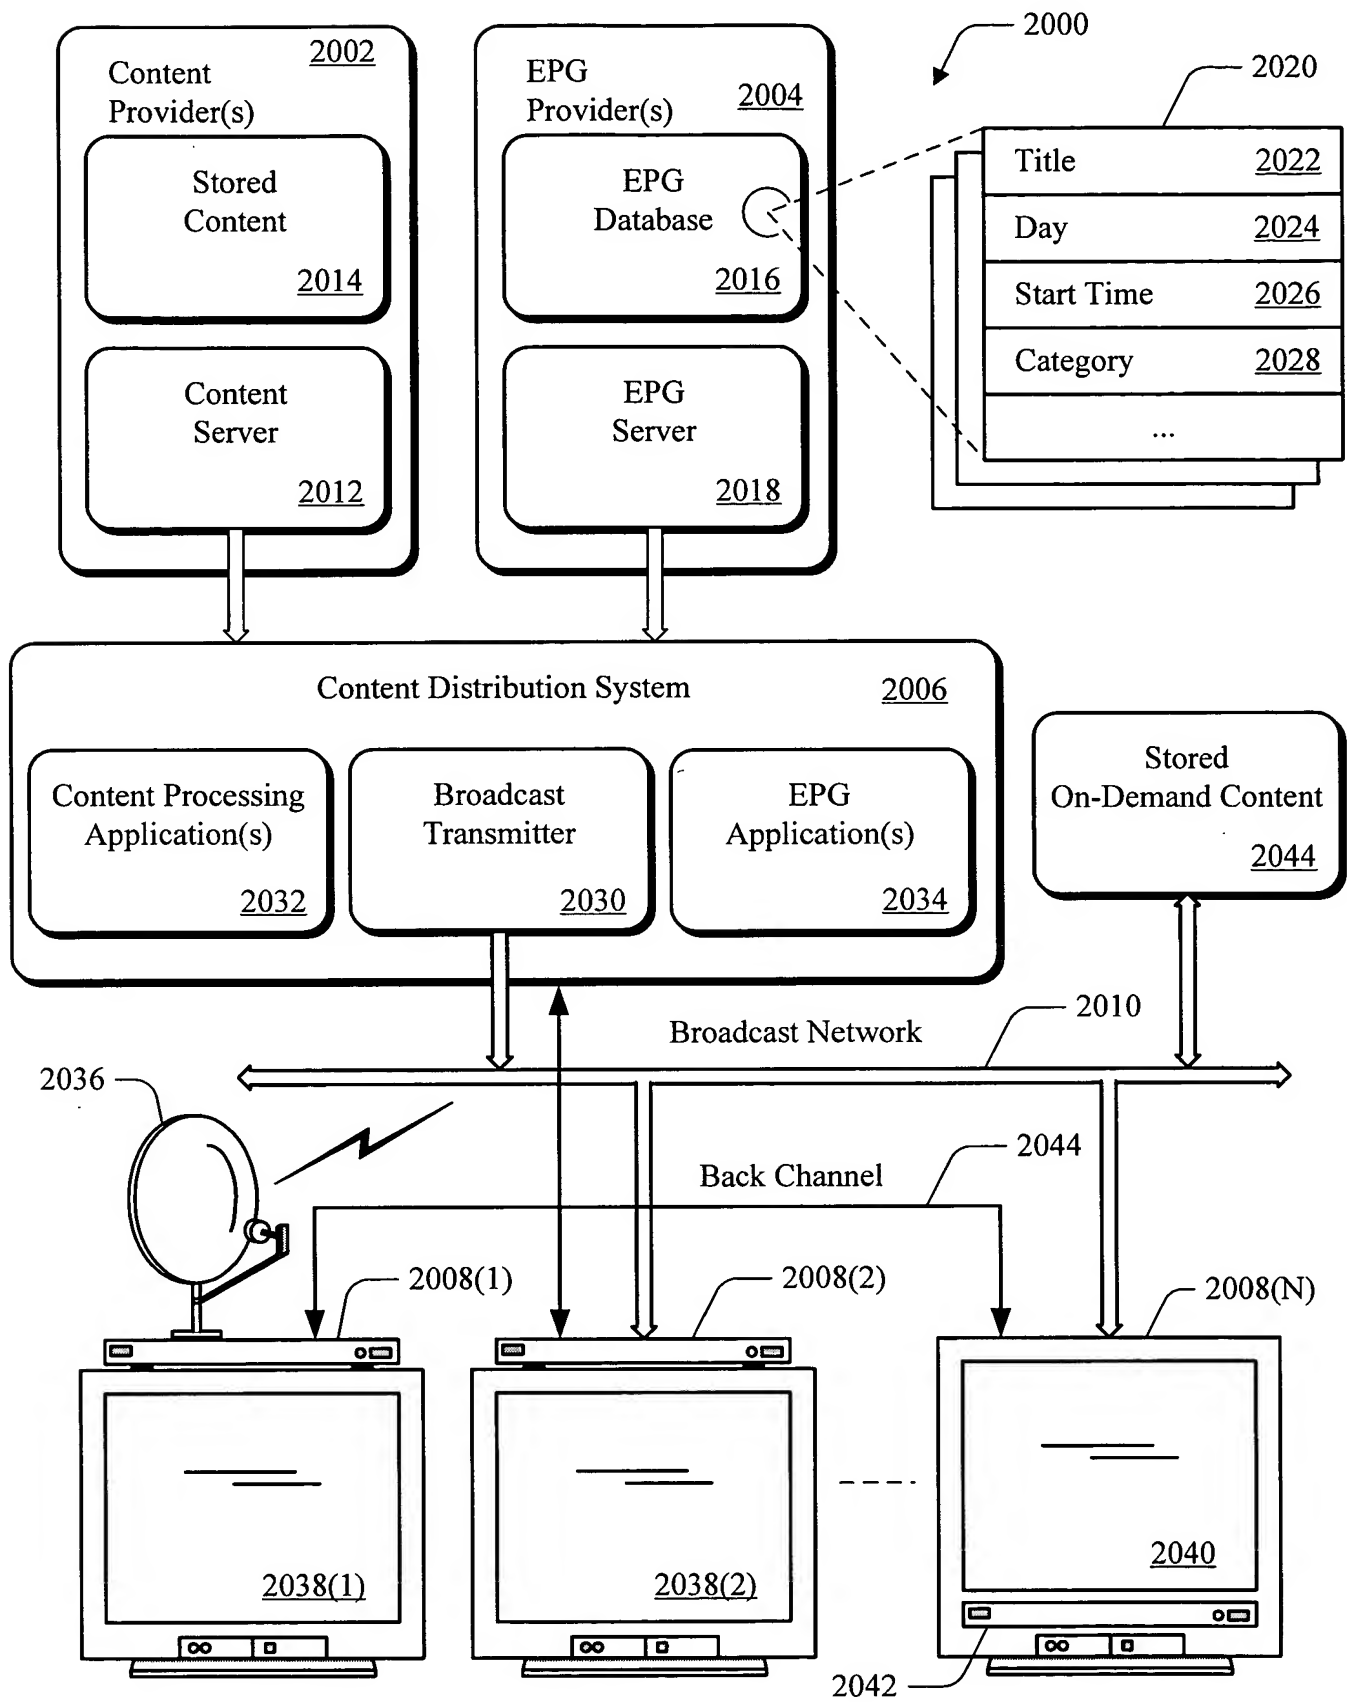 2000
2002
Content
Provider(s)
Stored
Content
2014
Content
Server
2012
EPG
Provider(s)
2004
EPG
Database
2016
EPG
Server
2018
2020
Title 2022
Day 2024
Start Time 2026
Category 2028
...
Content Distribution System 2006
Content Processing
Application(s)
2032
Broadcast
Transmitter
2030
EPG
Application(s)
2034
Stored
On-Demand Content
2044
2010
Broadcast Network
2036
2044
Back Channel
2008(1)
2008(2)
2008(N)
2038(1)
2038(2)
2040
2042